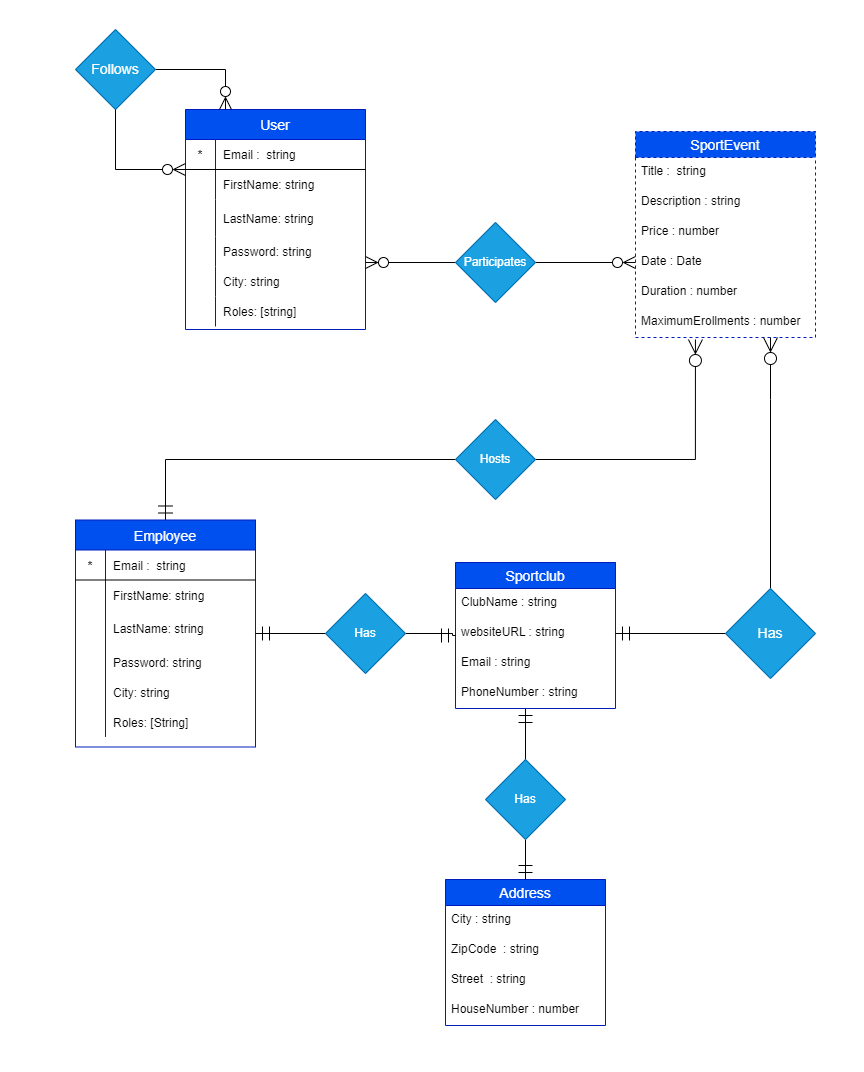 Follows
User
* Email : string
FirstName: string
LastName: string
Password: string
City: string
Roles: [string]
SportEvent
Title : string
Description : string
Price : number
Date : Date
Duration : number
MaximumErollments : number
Participates
Hosts
Employee
* Email : string
FirstName: string
LastName: string
Password: string
City: string
Roles: [String]
Has
Sportclub
ClubName : string
websiteURL : string
Email : string
PhoneNumber : string
Has
Has
Address
City : string
ZipCode : string
Street : string
HouseNumber : number